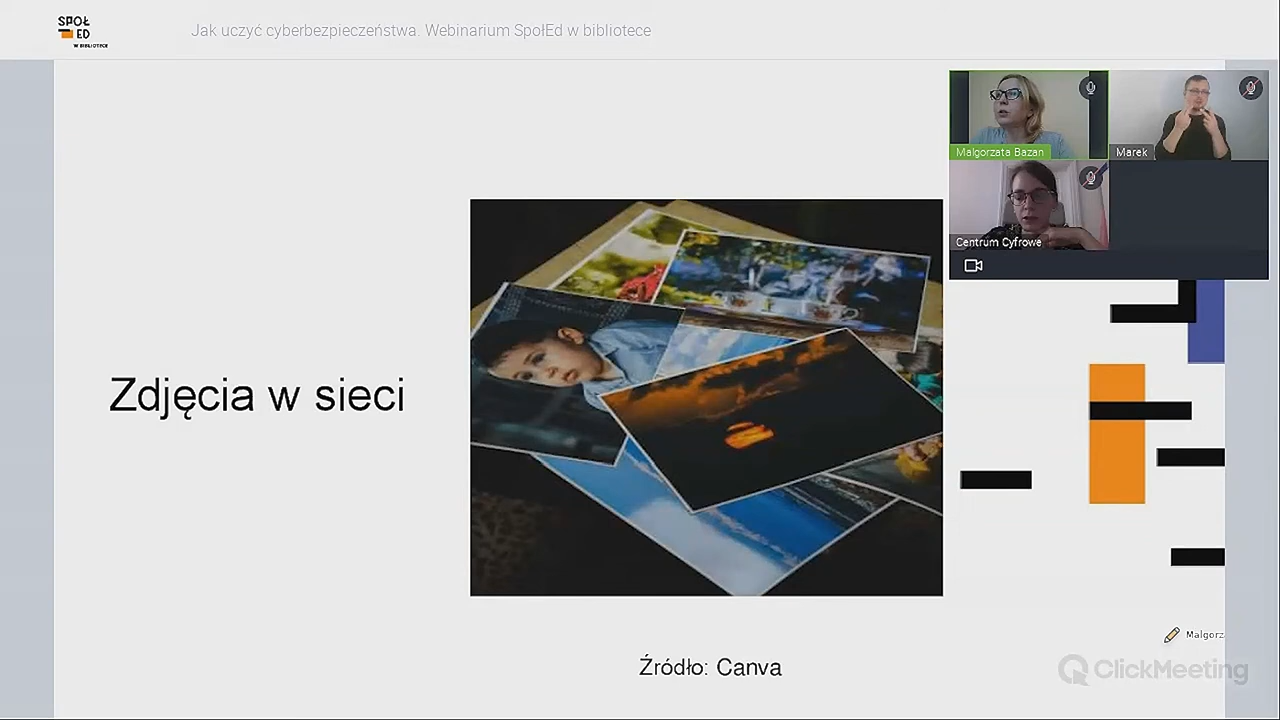 SPOŁ
ED
W BIBLIOTECE
Jak uczyć cyberbezpieczeństwa. Webinarium SpołEd w bibliotece
Malgorzata Bazan
Marek
Centrum Cyfrowe
Zdjęcia w sieci
Źródło: Canva
Malgorz
ClickMeeting